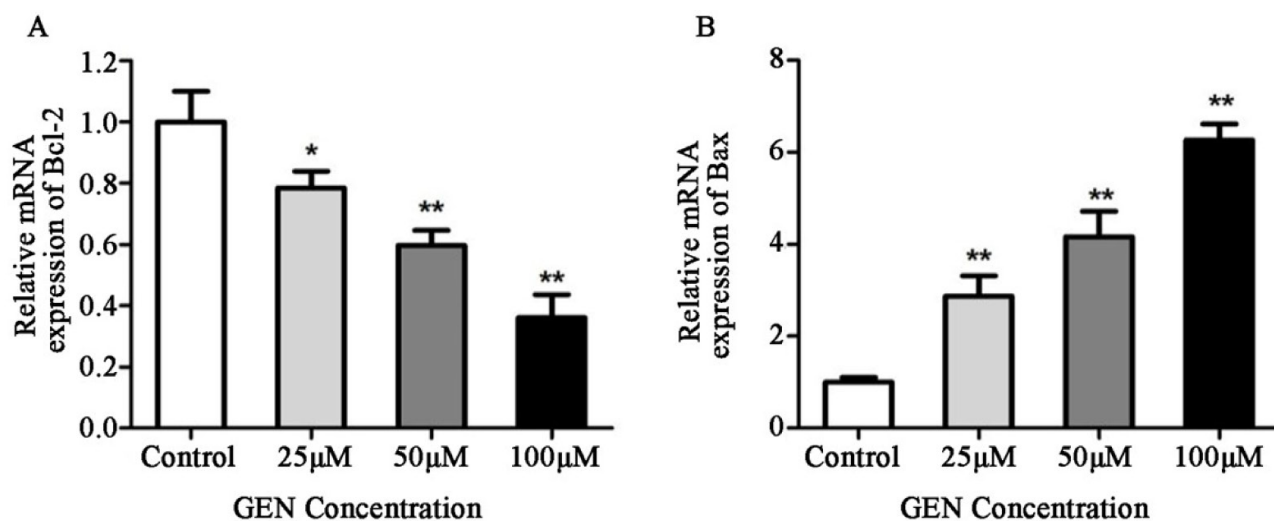 A
Relative mRNA
expression of Bcl-2
1.2
1.0
0.8
0.6
0.4
0.2
0.0
*
**
**
Control 25μM 50μM 100μM
GEN Concentration
B
Relative mRNA
expression of Bax
8
6
4
2
0
**
**
**
Control 25μM 50μM 100μM
GEN Concentration